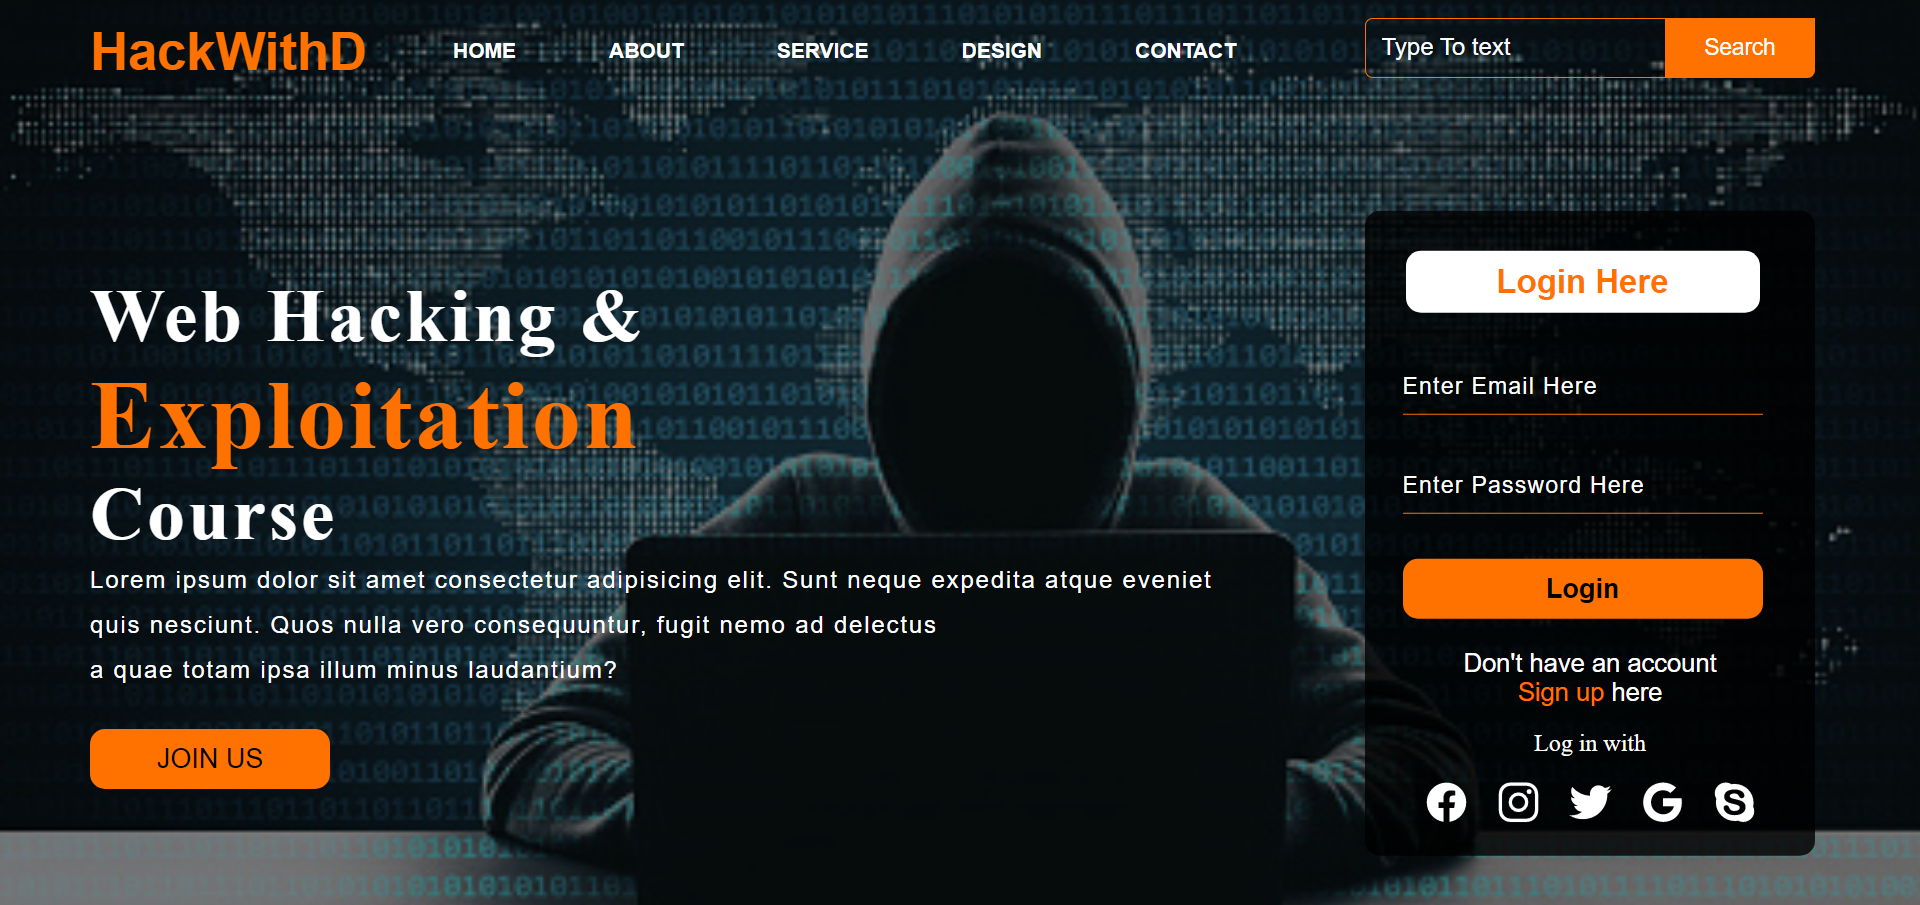 HackWithD
HOME ABOUT SERVICE DESIGN CONTACT
Type To text Search
Web Hacking &
Exploitation
Course
Lorem ipsum dolor sit amet consectetur adipisicing elit. Sunt neque expedita atque eveniet
quis nesciunt. Quos nulla vero consequuntur, fugit nemo ad delectus
a quae totam ipsa illum minus laudantium?
JOIN US
Login Here
Enter Email Here
Enter Password Here
Login
Don't have an account
Sign up here
Log in with